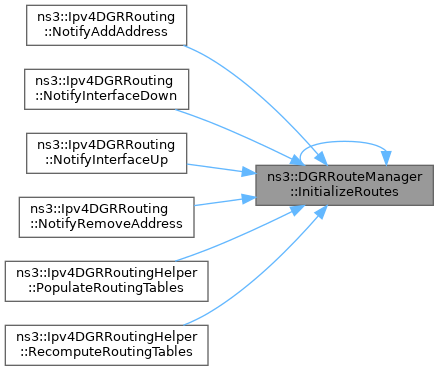 ns3::Ipv4DGRRouting
::NotifyAddAddress
ns3::Ipv4DGRRouting
::NotifyInterfaceDown
ns3::Ipv4DGRRouting
::NotifyInterfaceUp
ns3::DGRRouteManager
::InitializeRoutes
ns3::Ipv4DGRRouting
::NotifyRemoveAddress
ns3::Ipv4DGRRoutingHelper
::PopulateRoutingTables
ns3::Ipv4DGRRoutingHelper
::RecomputeRoutingTables